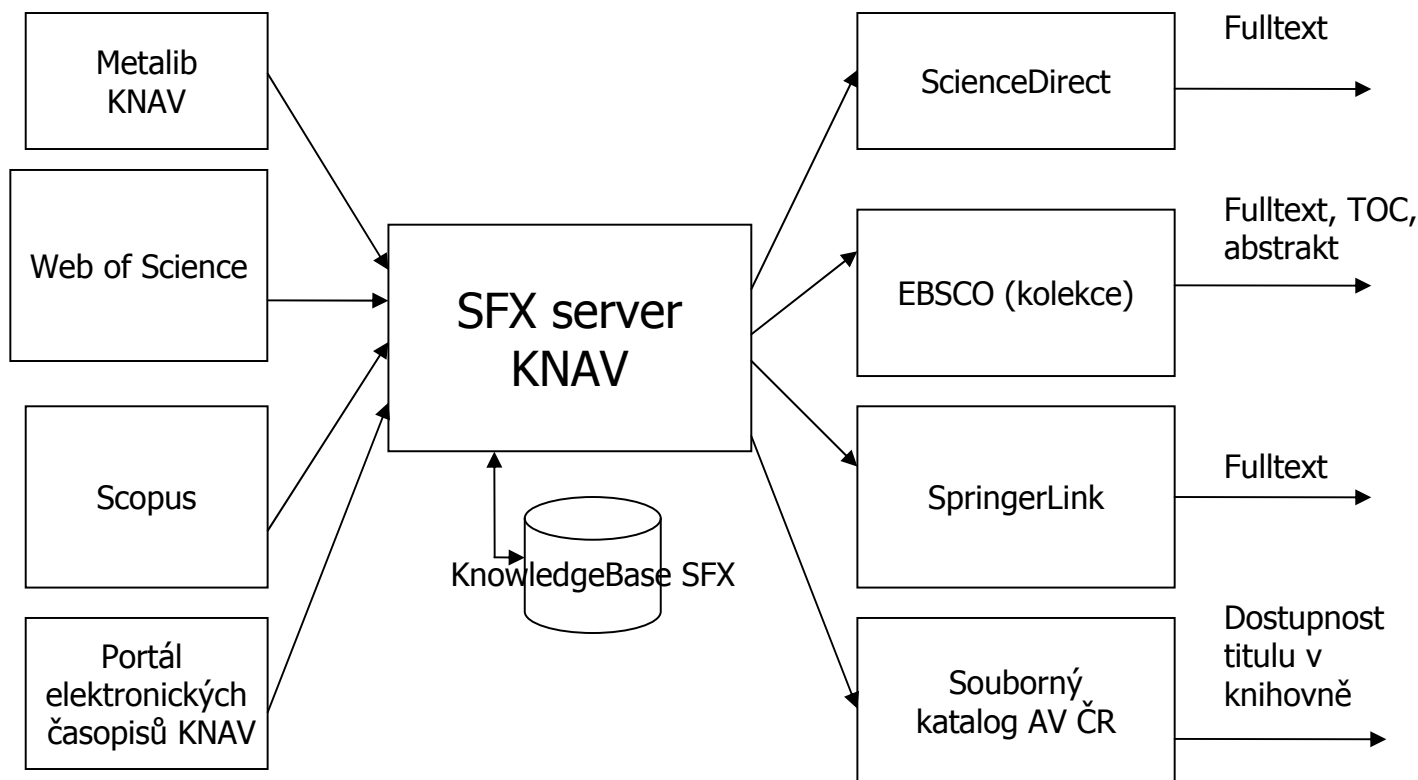 Metalib
KNAV
Web of Science
Scopus
Portál
elektronických
časopisů KNAV
SFX server
KNAV
KnowledgeBase SFX
ScienceDirect
EBSCO (kolekce)
SpringerLink
Souborný
katalog AV ČR
Fulltext
Fulltext, TOC,
abstrakt
Fulltext
Dostupnost
titulu v
knihovně